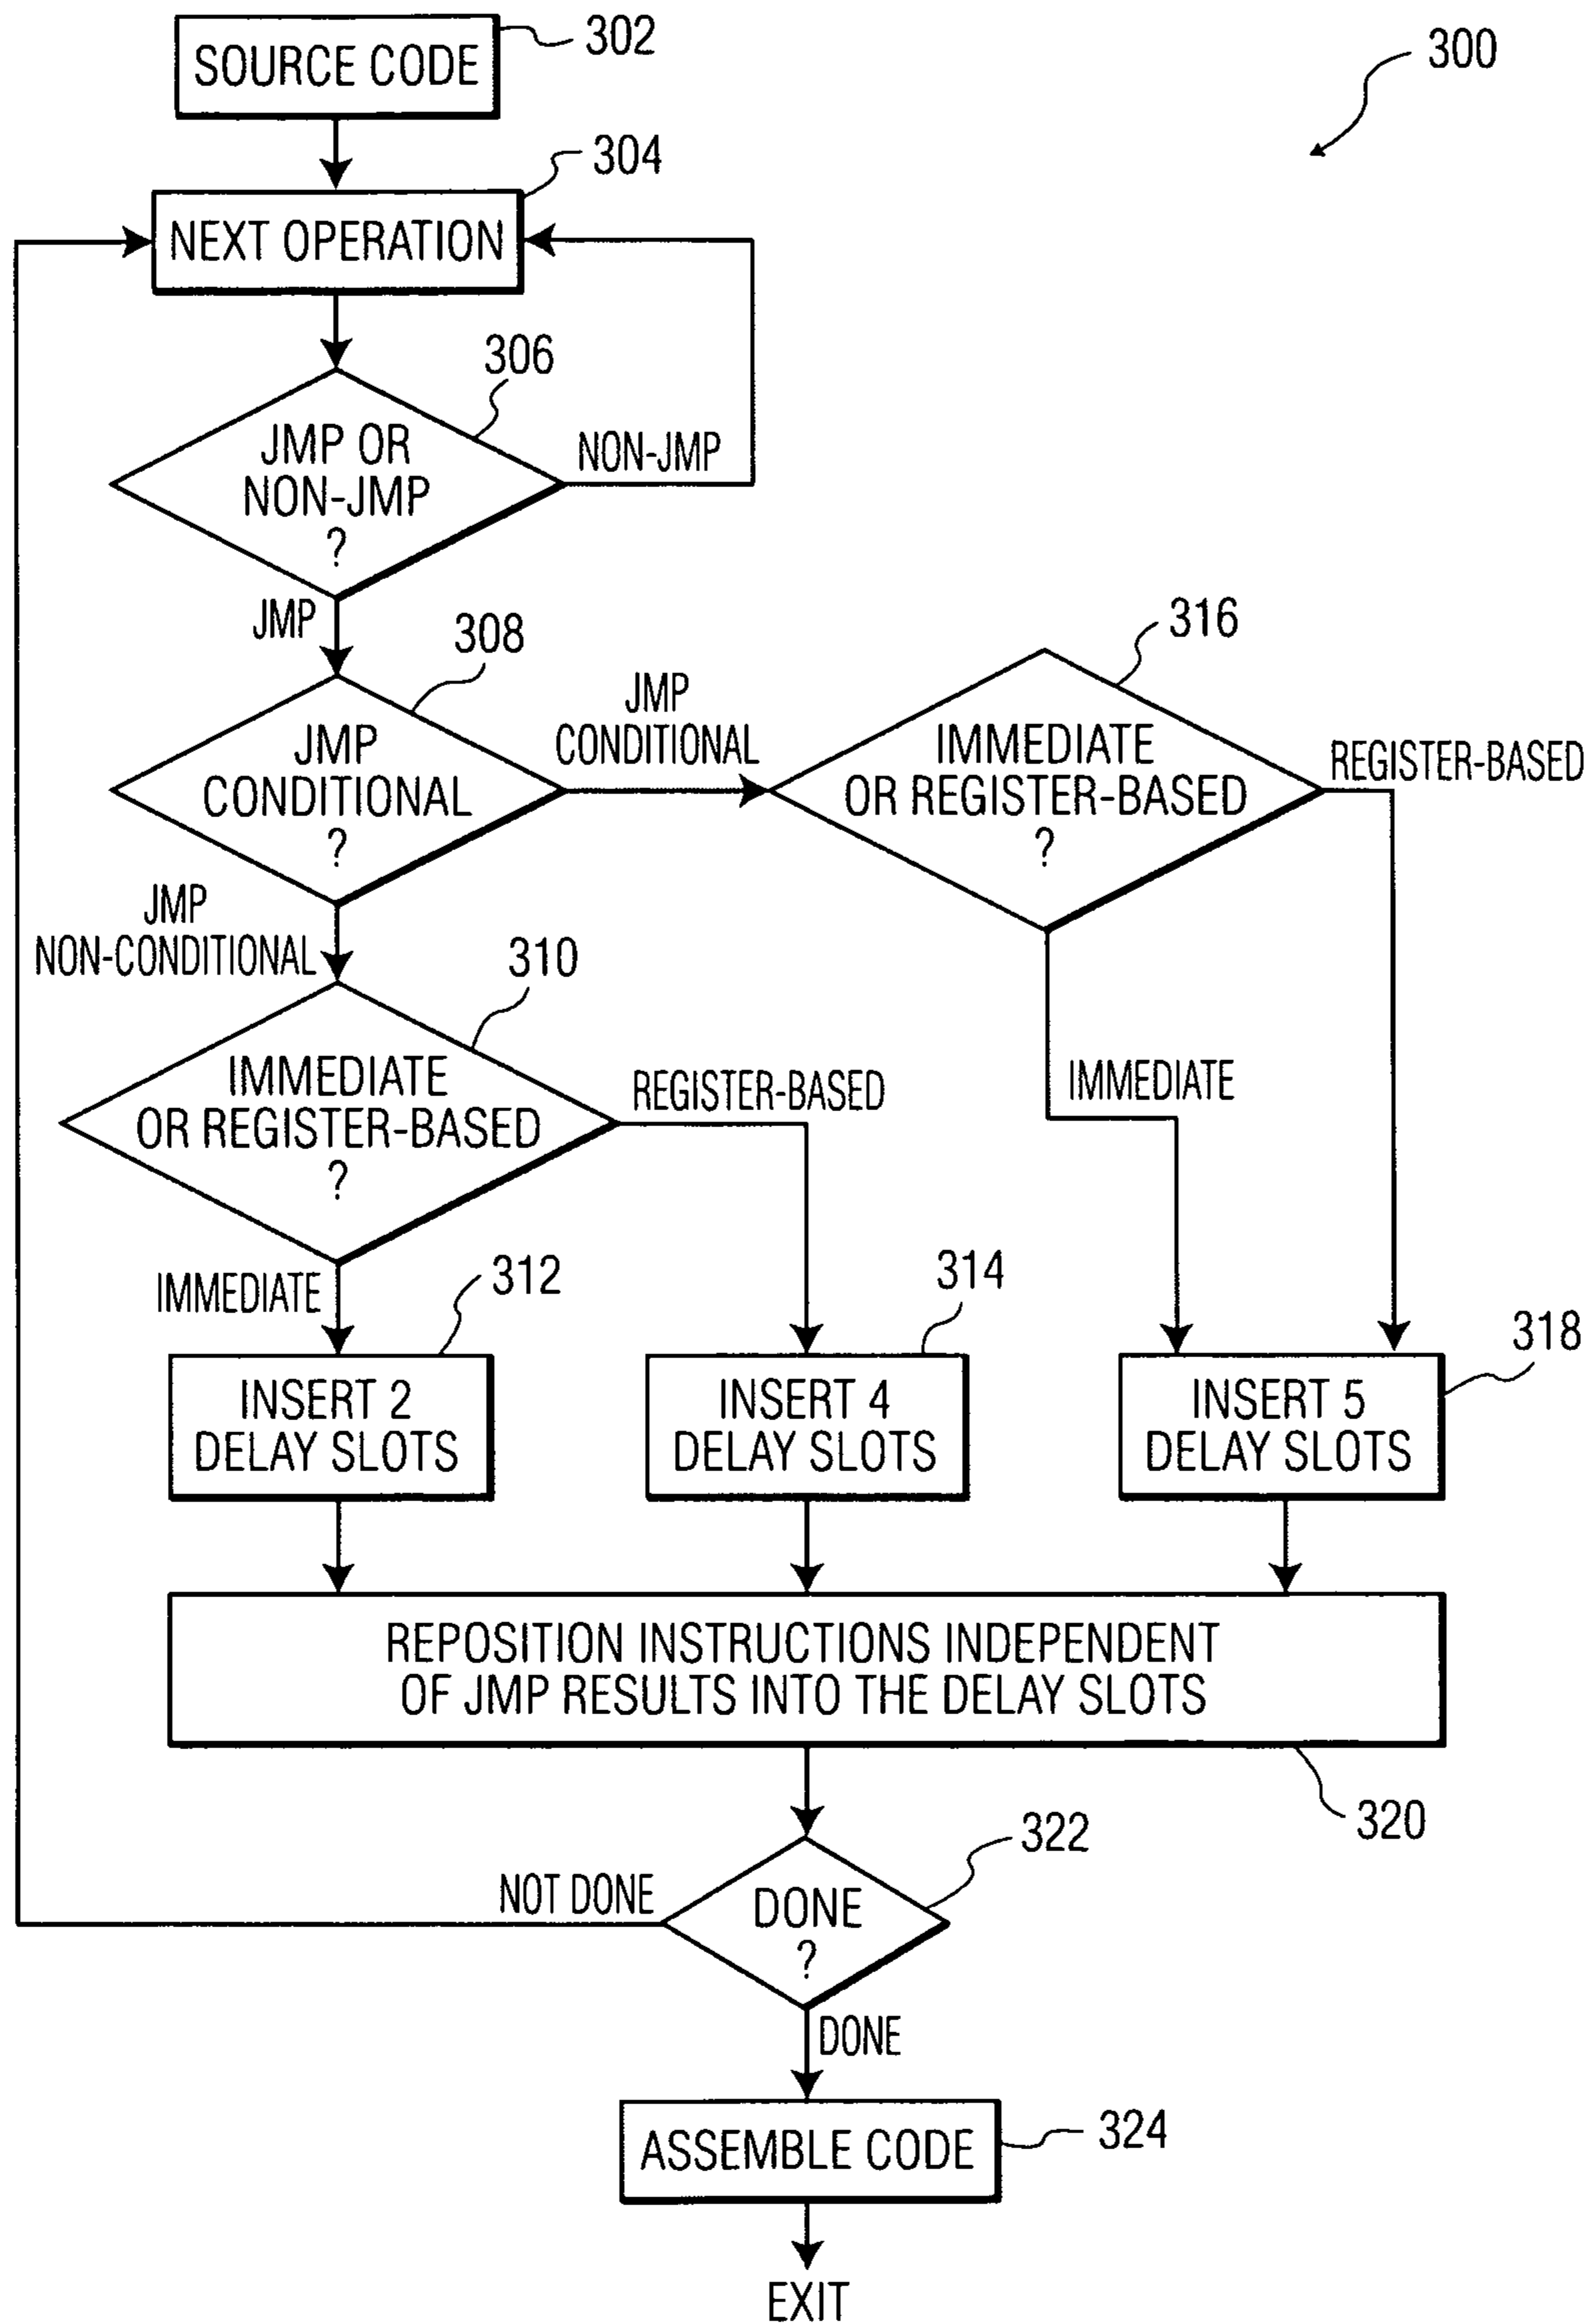 302
SOURCE CODE
300
304
NEXT OPERATION
306
JMP OR
NON-JMP
?
NON-JMP
JMP
308
JMP
CONDITIONAL
?
JMP
CONDITIONAL
316
IMMEDIATE
OR REGISTER-BASED
?
REGISTER-BASED
JMP
NON-CONDITIONAL
310
IMMEDIATE
OR REGISTER-BASED
?
REGISTER-BASED
IMMEDIATE
IMMEDIATE
312
INSERT 2
DELAY SLOTS
314
INSERT 4
DELAY SLOTS
318
INSERT 5
DELAY SLOTS
REPOSITION INSTRUCTIONS INDEPENDENT
OF JMP RESULTS INTO THE DELAY SLOTS
320
322
NOT DONE
DONE
?
DONE
ASSEMBLE CODE
324
EXIT